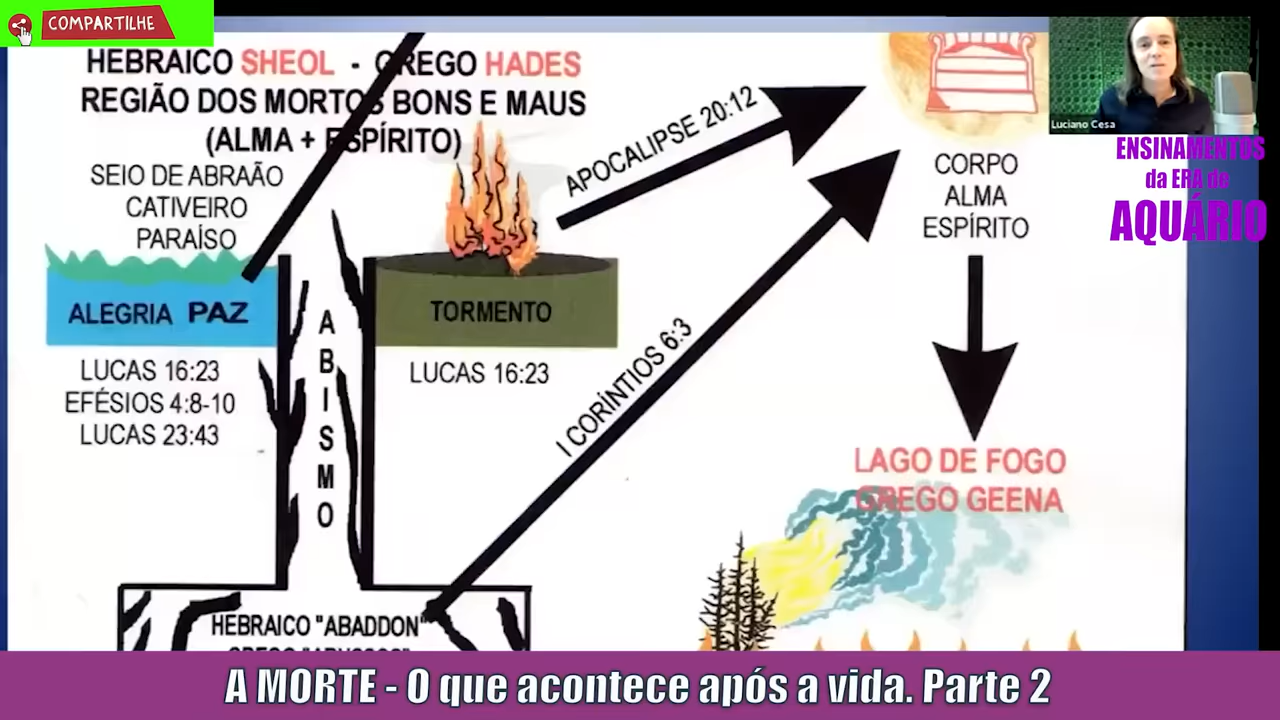 COMPARTILHE
HEBRAICO SHEOL - GREGO HADES
REGIÃO DOS MORTOS BONS E MAUS
(ALMA + ESPÍRITO)
SEIO DE ABRAÃO
CATIVEIRO
PARAÍSO
ALEGRIA PAZ
LUCAS 16:23
EFÉSIOS 4:8-10
LUCAS 23:43
ABISMO
TORMENTO
LUCAS 16:23
APOCALIPSE 20:12
I CORÍNTIOS 6:3
HEBRAICO "ABADDON"
CORPO
ALMA
ESPÍRITO
LAGO DE FOGO
GREGO GEENA
Luciano Cesa
ENSINAMENTOS
da ERA de
AQUÁRIO
A MORTE - O que acontece após a vida. Parte 2